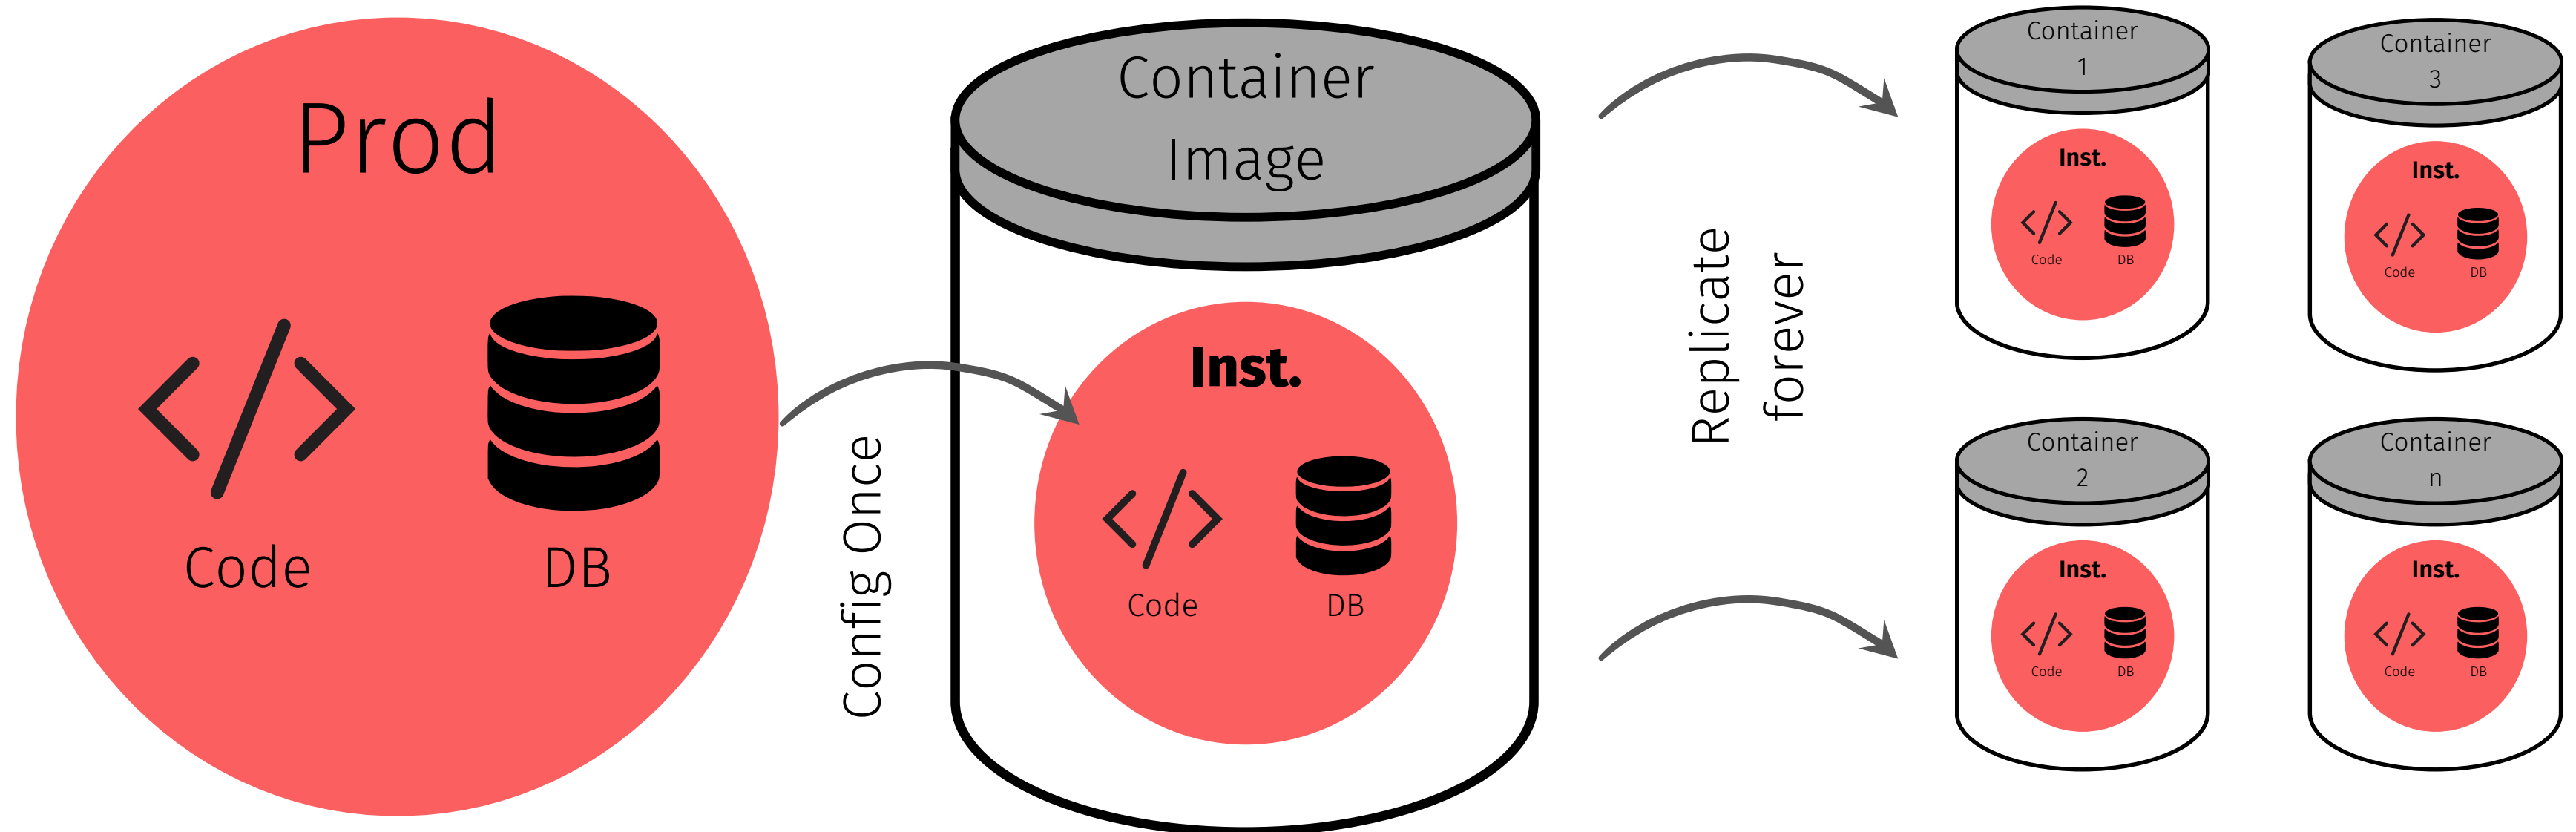 Prod
Code
DB
Config Once
Container
Image
Inst.
Code
DB
Replicate
forever
Container
1
Inst.
Code
DB
Container
3
Inst.
Code
DB
Container
2
Inst.
Code
DB
Container
n
Inst.
Code
DB